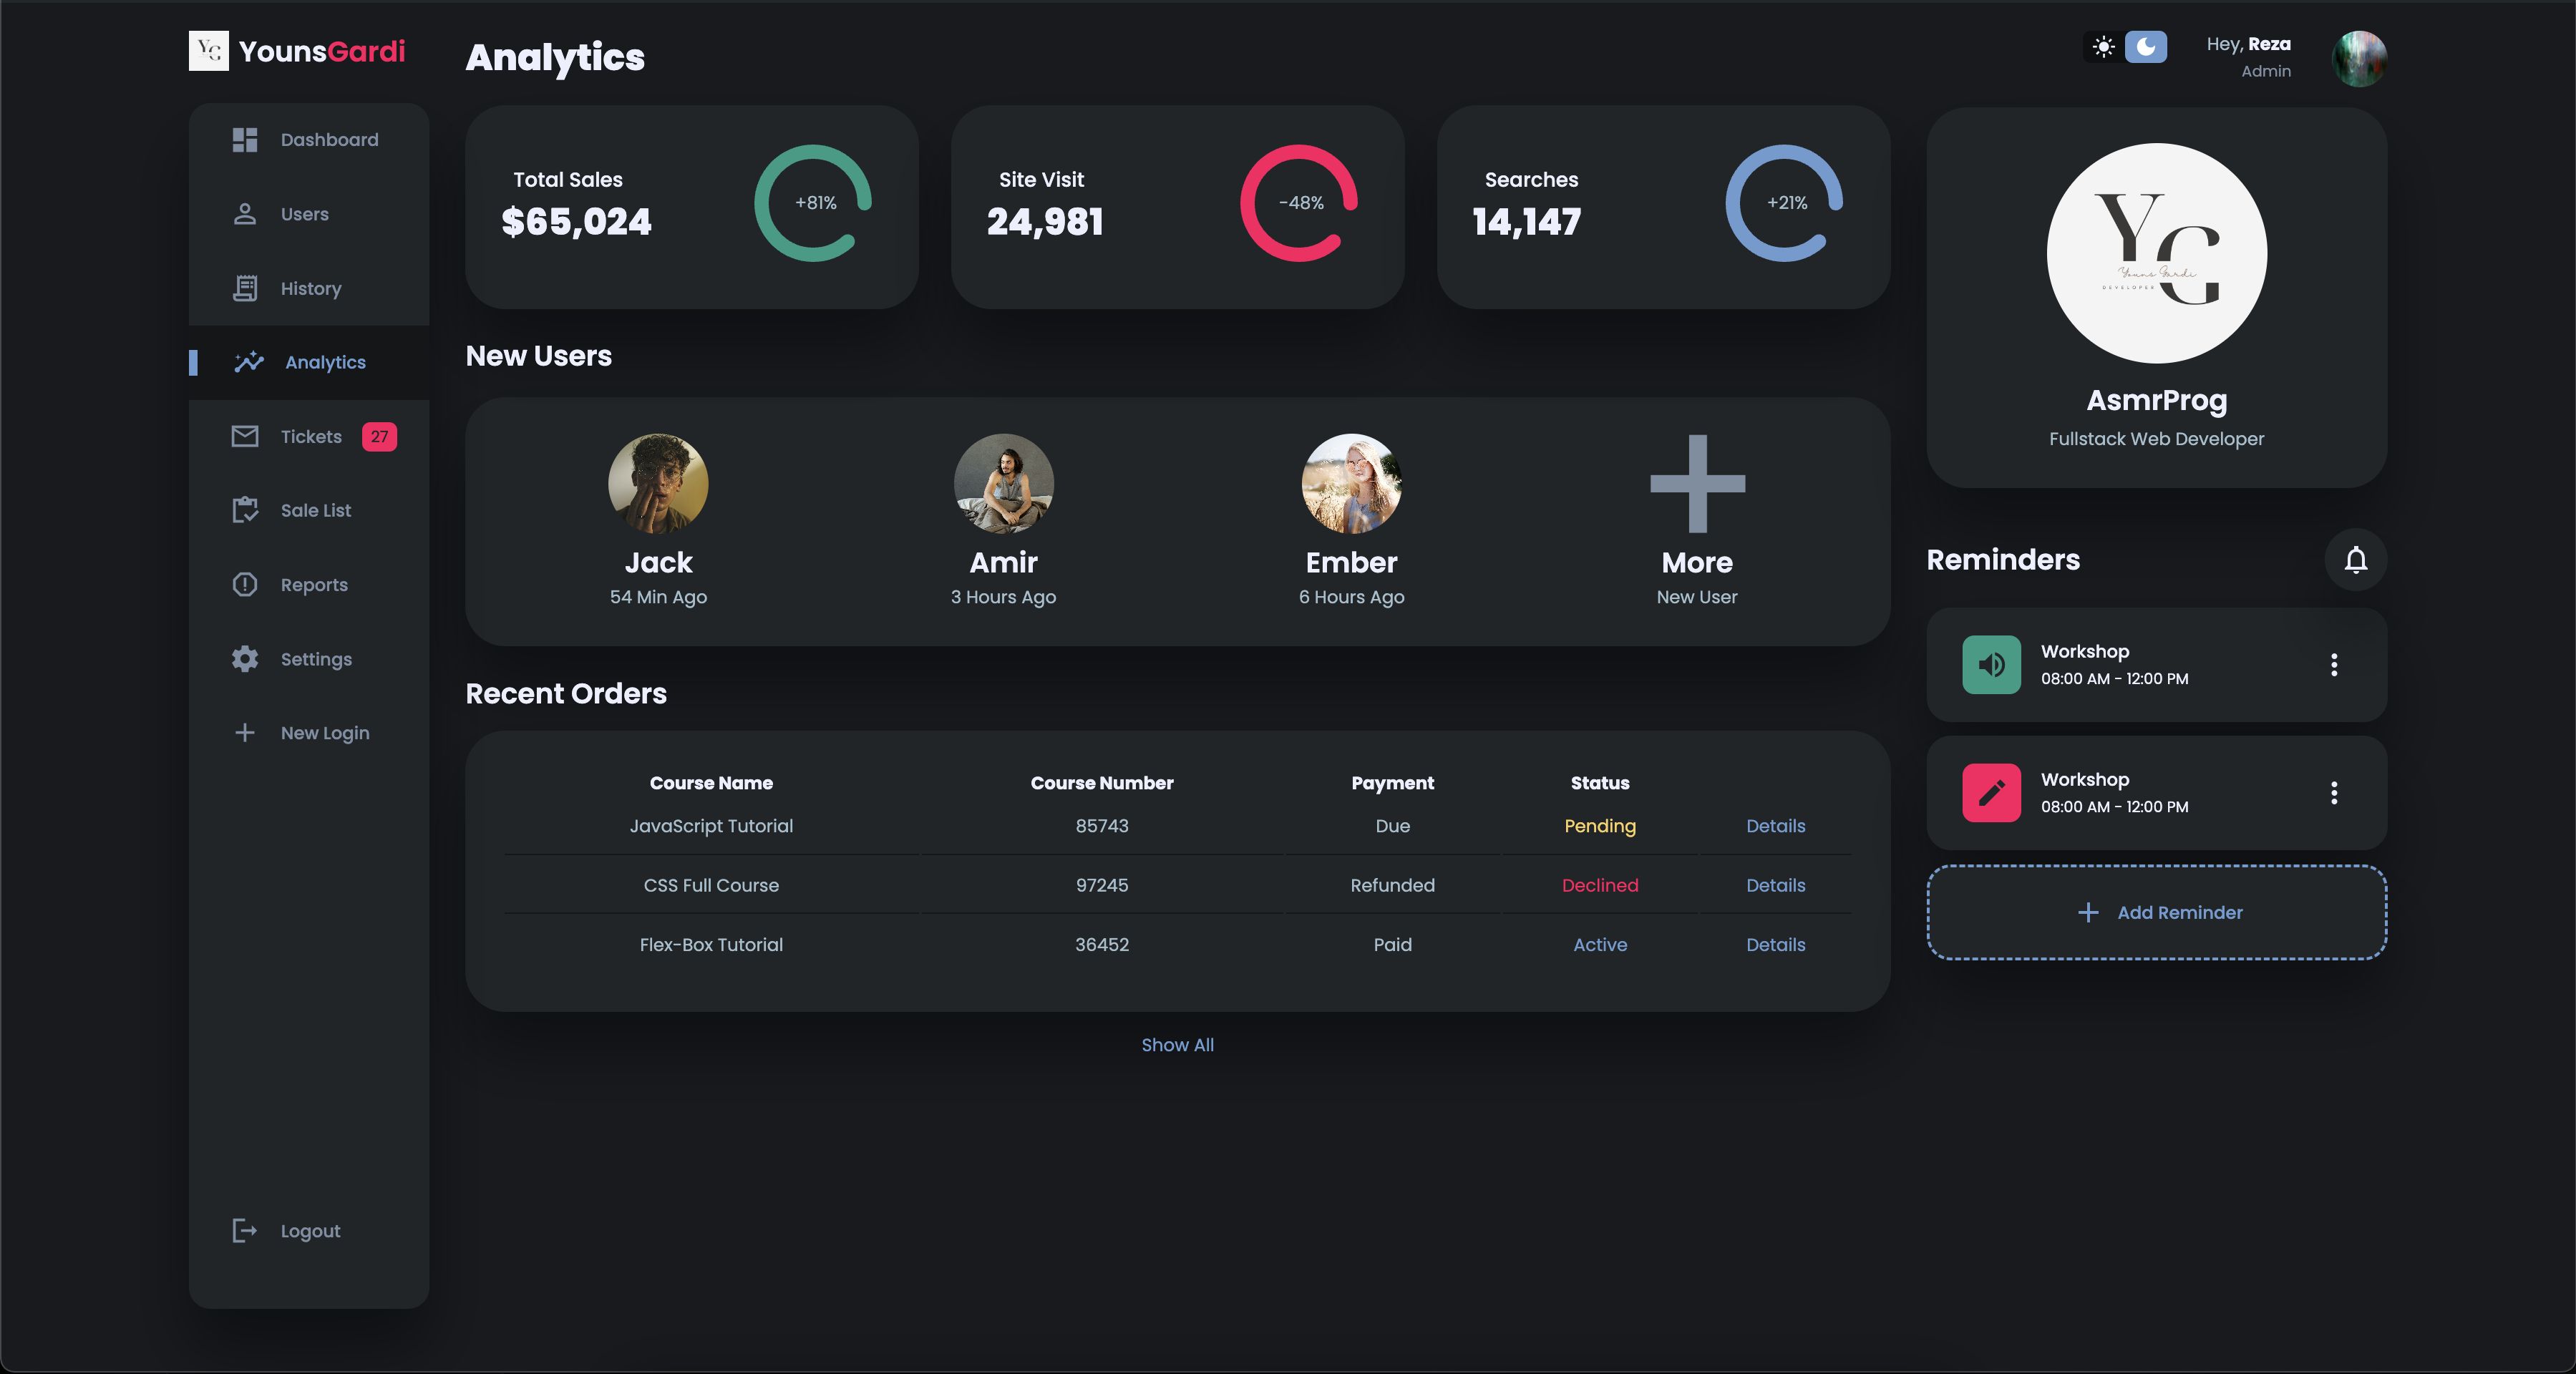 YG
YounsGardi
Dashboard
Users
History
Analytics
Tickets 27
Sale List
Reports
Settings
New Login
Logout
Analytics
Total Sales
$65,024
+81%
Site Visit
24,981
-48%
Searches
14,147
+21%
New Users
Jack
54 Min Ago
Amir
3 Hours Ago
Ember
6 Hours Ago
More
New User
Recent Orders
Course Name Course Number Payment Status
JavaScript Tutorial 85743 Due Pending Details
CSS Full Course 97245 Refunded Declined Details
Flex-Box Tutorial 36452 Paid Active Details
Show All
Hey, Reza
Admin
YG
Youns Gardi
DEVELOPER
AsmrProg
Fullstack Web Developer
Reminders
Workshop
08:00 AM - 12:00 PM
Workshop
08:00 AM - 12:00 PM
Add Reminder